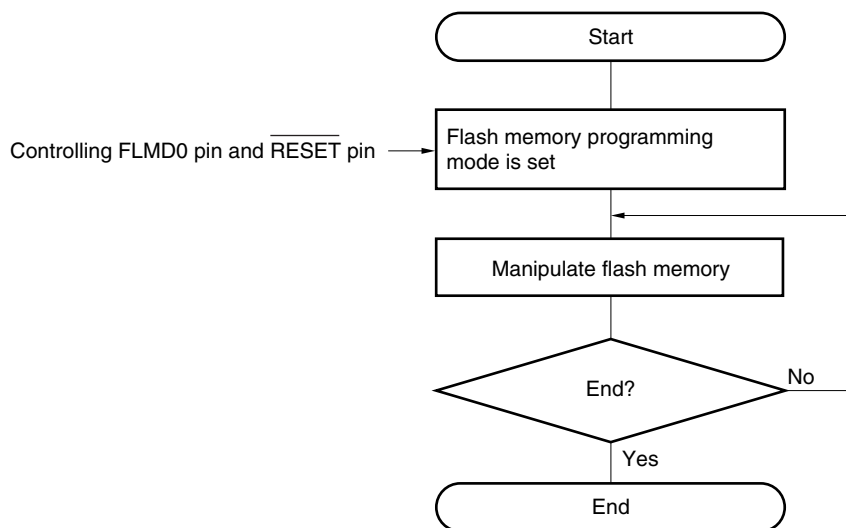 Start
Flash memory programming
mode is set
Controlling FLMD0 pin and R̅E̅S̅E̅T̅ pin
Manipulate flash memory
End?
No
Yes
End